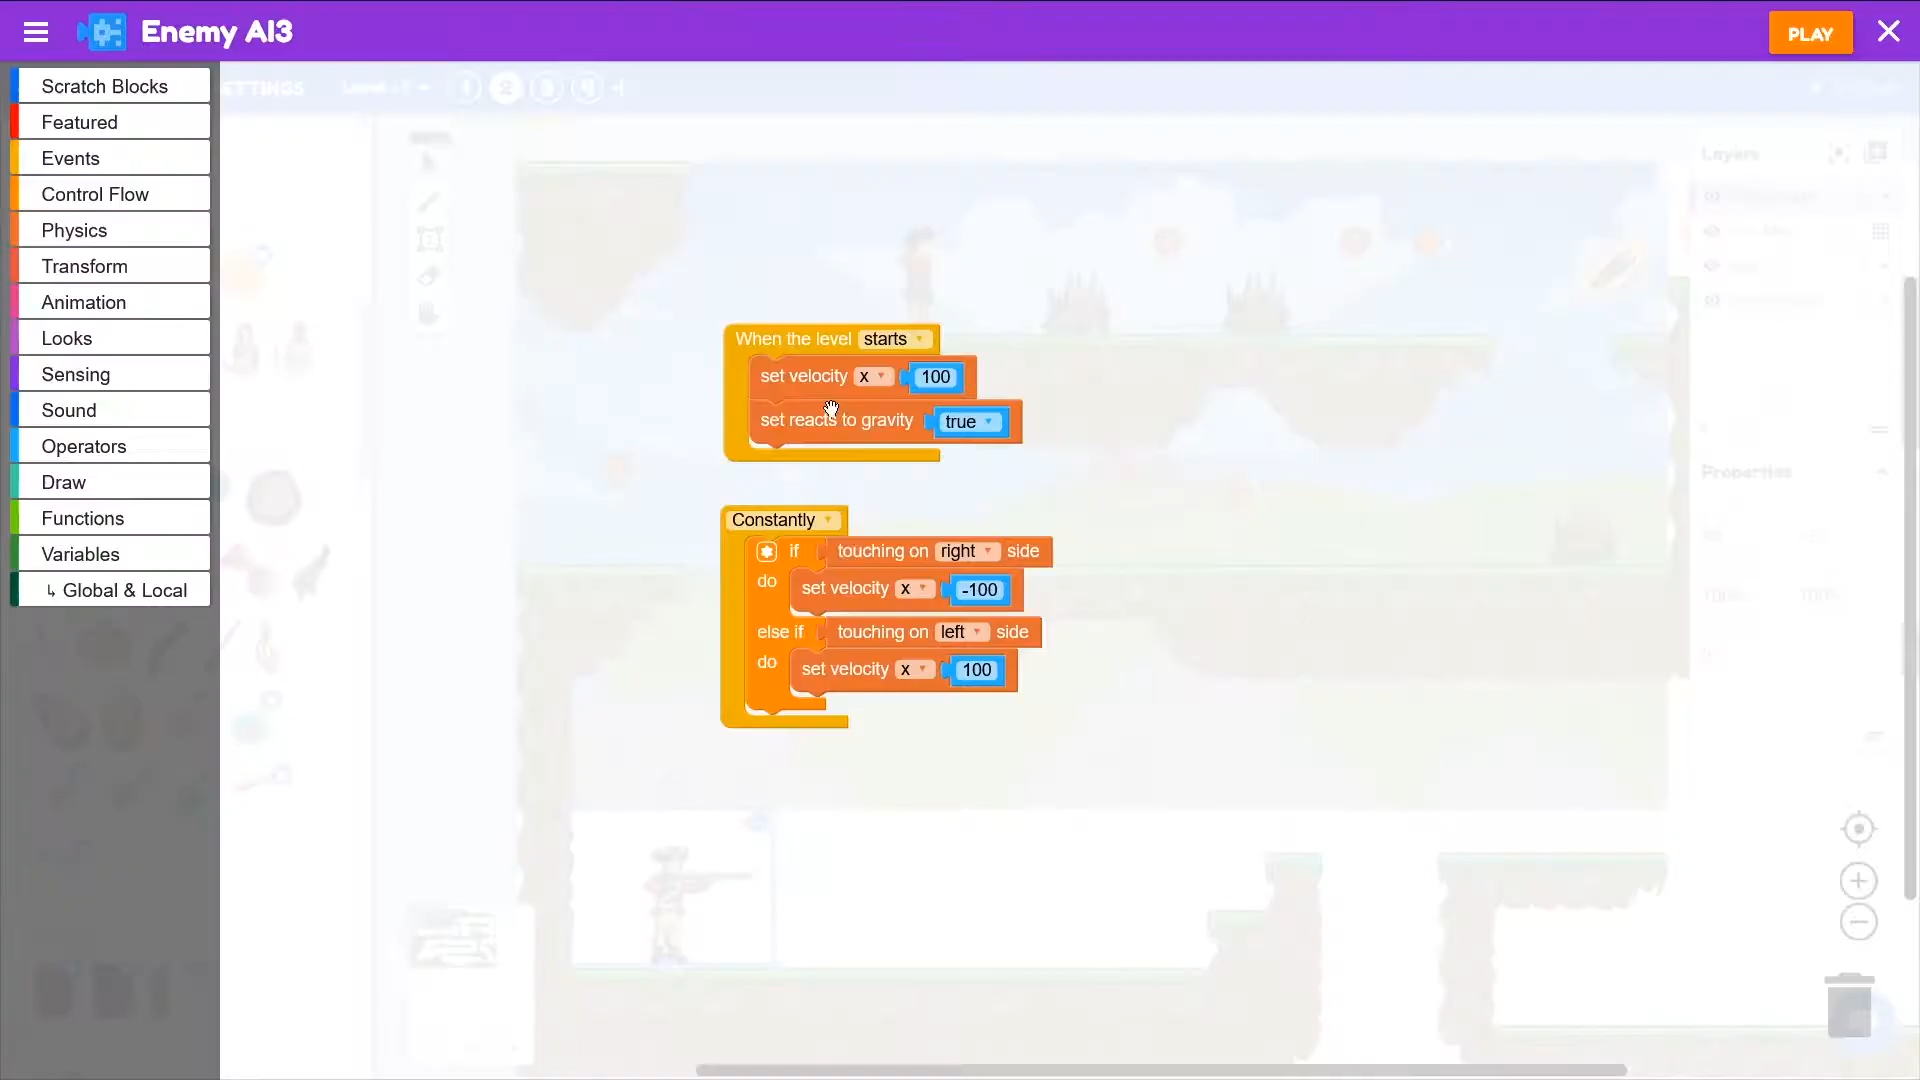 Enemy AI3
PLAY
Scratch Blocks
Featured
Events
Control Flow
Physics
Transform
Animation
Looks
Sensing
Sound
Operators
Draw
Functions
Variables
↳ Global & Local
When the level starts
set velocity x 100
set reacts to gravity true
Constantly
if touching on right side
do set velocity x -100
else if touching on left side
do set velocity x 100
Layers
Properties